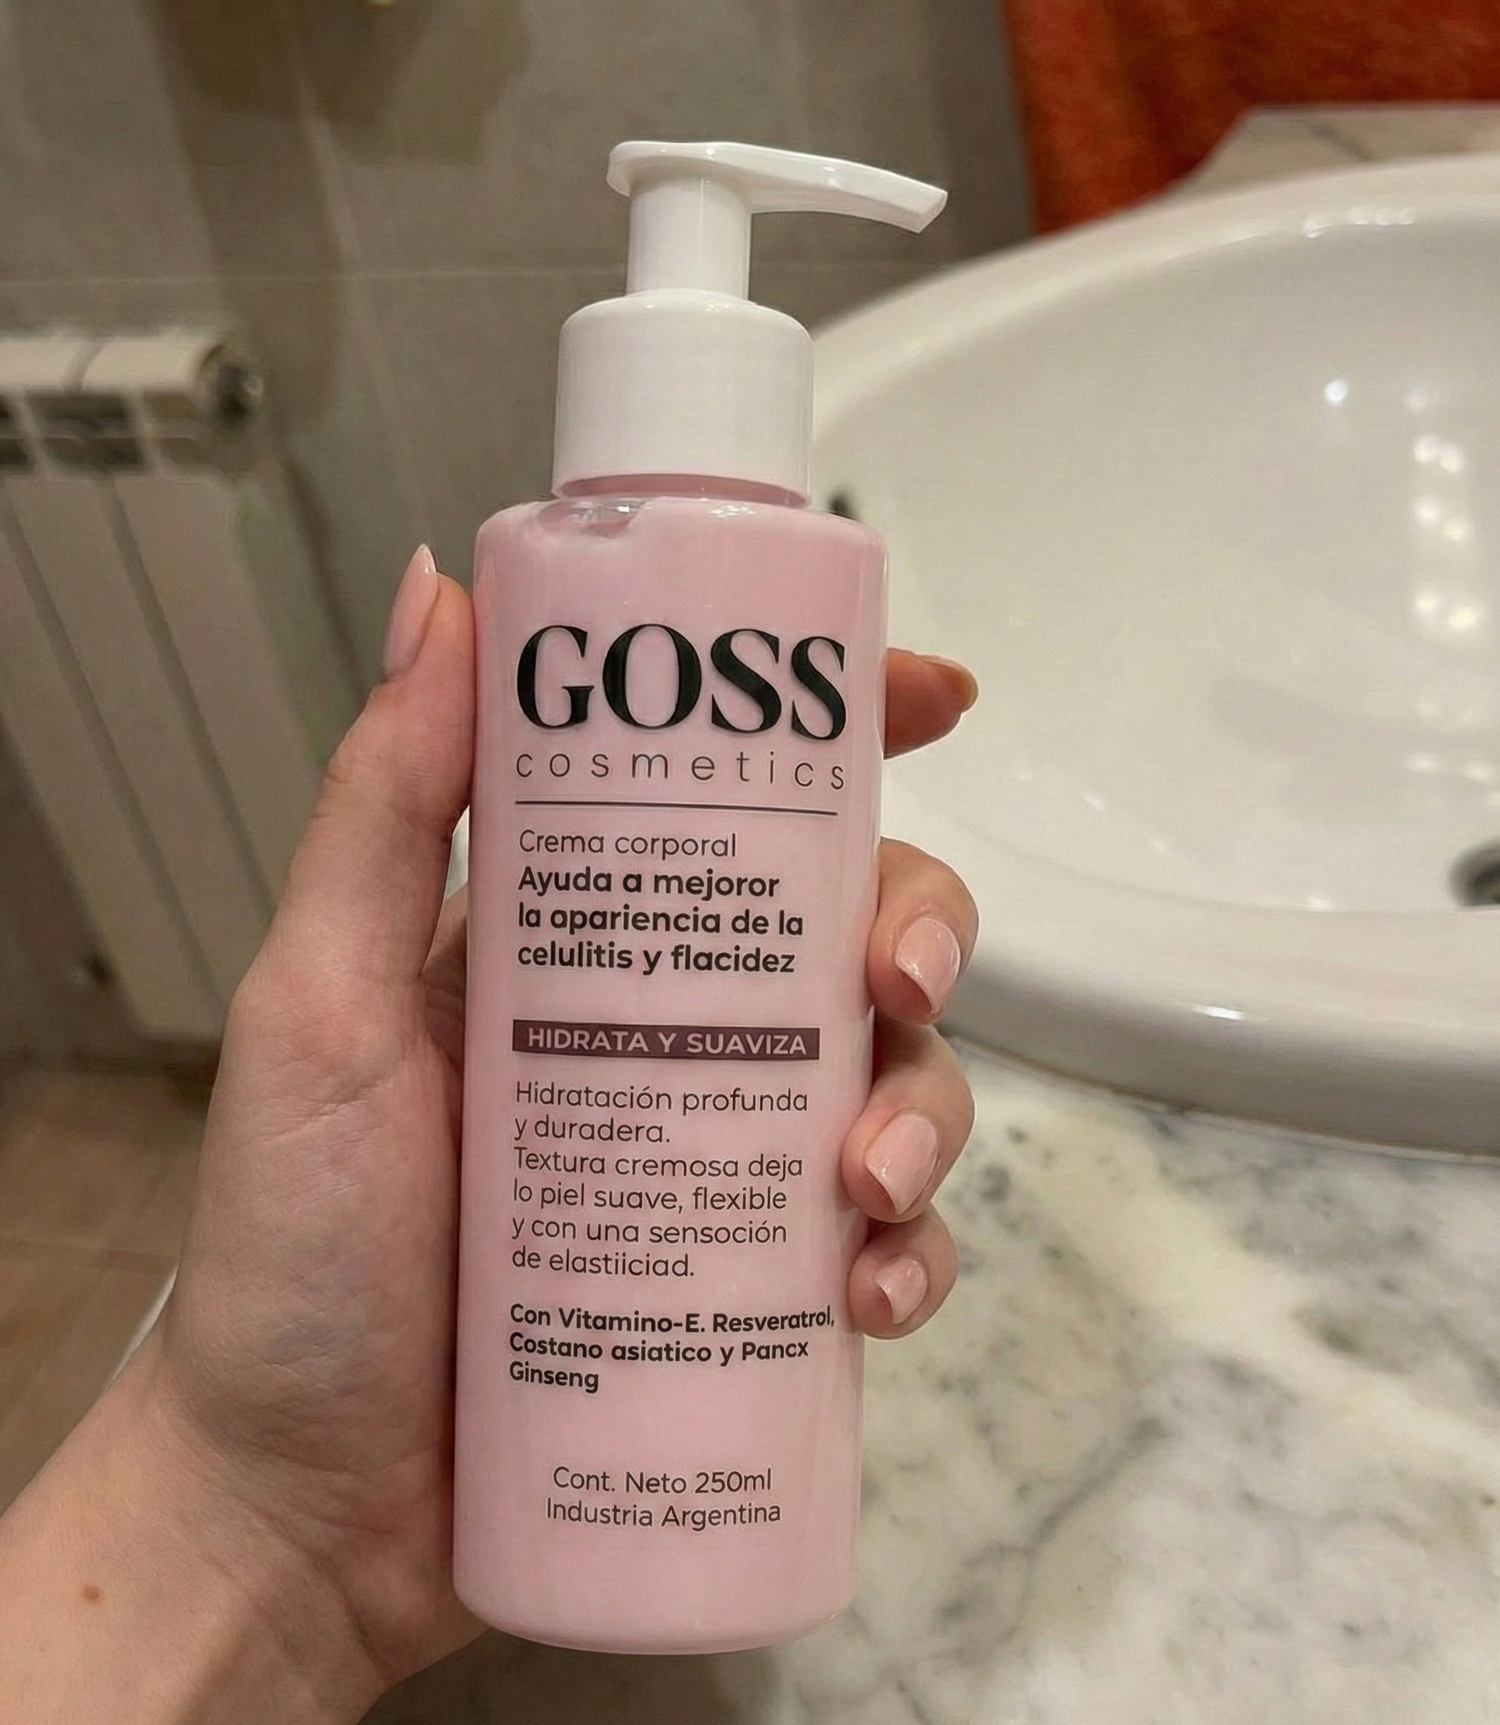 GOSS
cosmetics
Crema corporal
Ayuda a mejoror
la apariencia de la
celulitis y flacidez
HIDRATA Y SUAVIZA
Hidratación profunda
y duradera.
Textura cremosa deja
lo piel suave, flexible
y con una sensoción
de elastiiciad.
Con Vitamino-E. Resveratrol,
Costano asiatico y Pancx
Ginseng
Cont. Neto 250ml
Industria Argentina